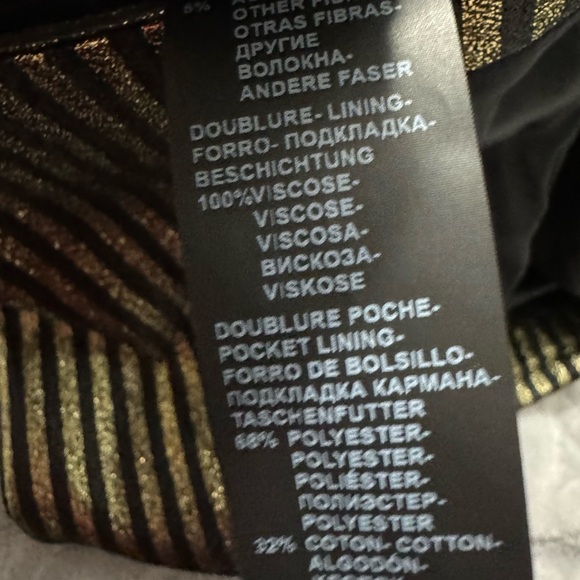 OTHER
OTRAS FIBRAS-
ДРУГИЕ
ВОЛОКНА-
ANDERE FASER
DOUBLURE- LINING-
FORRO- ПОДКЛАДКА-
BESCHICHTUNG
100%VISCOSE-
VISCOSE-
VISCOSA-
ВИСКОЗА-
VISKOSE
DOUBLURE POCHE-
POCKET LINING-
FORRO DE BOLSILLO-
ПОДКЛАДКА КАРМАНА-
TASCHENFUTTER
68% POLYESTER-
POLYESTER-
POLIÉSTER-
ПОЛИЭСТЕР-
POLYESTER
32% COTON- COTTON-
ALGODÓN-